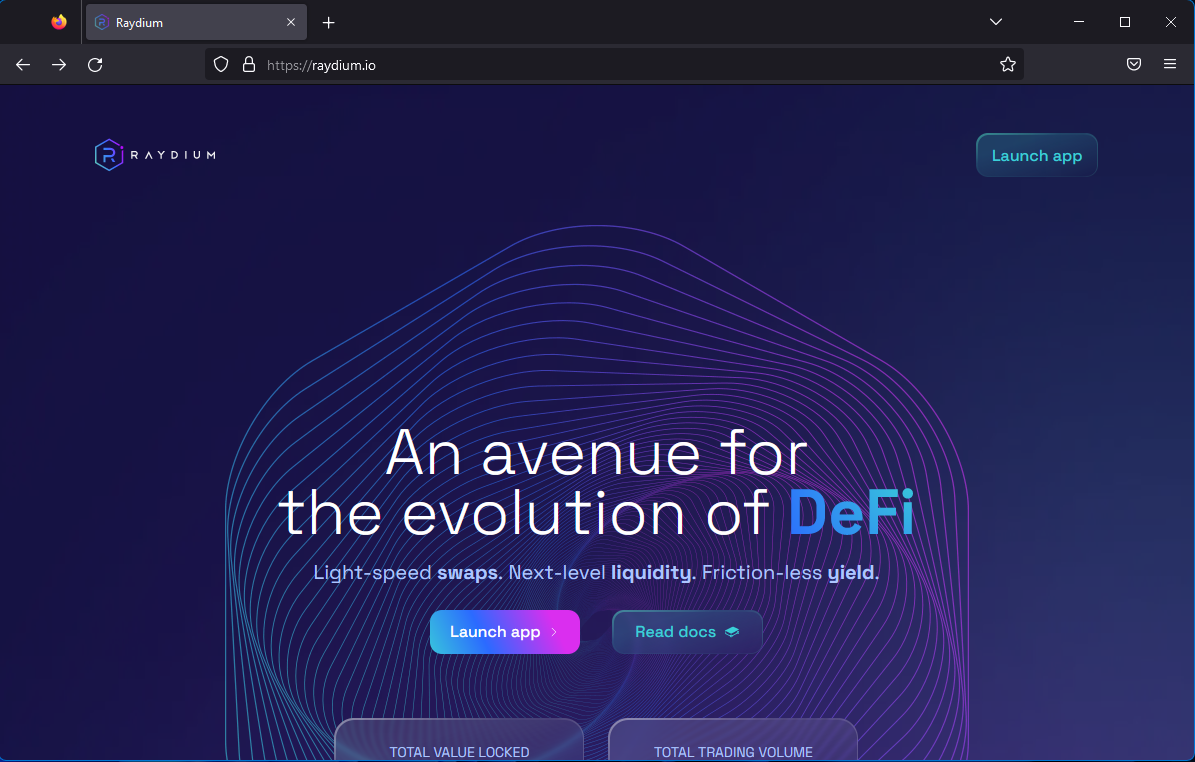 Raydium
https://raydium.io
RAYDIUM
Launch app
An avenue for
the evolution of DeFi
Light-speed swaps. Next-level liquidity. Friction-less yield.
Launch app
Read docs
TOTAL VALUE LOCKED
TOTAL TRADING VOLUME